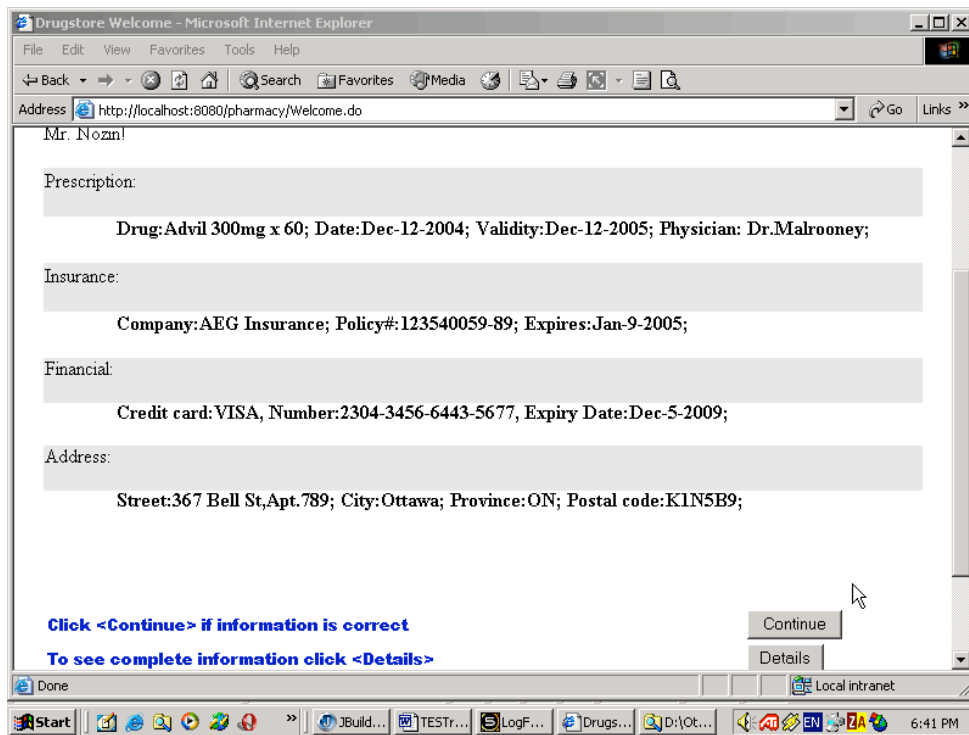 Drugstore Welcome - Microsoft Internet Explorer
File Edit View Favorites Tools Help
Back Search Favorites Media
Address http://localhost:8080/pharmacy/Welcome.do Go Links »
Mr. Nozin!
Prescription:
Drug:Advil 300mg x 60; Date:Dec-12-2004; Validity:Dec-12-2005; Physician: Dr.Malrooney;
Insurance:
Company:AEG Insurance; Policy#:123540059-89; Expires:Jan-9-2005;
Financial:
Credit card:VISA, Number:2304-3456-6443-5677, Expiry Date:Dec-5-2009;
Address:
Street:367 Bell St,Apt.789; City:Ottawa; Province:ON; Postal code:K1N5B9;
Click <Continue> if information is correct Continue
To see complete information click <Details> Details
Done Local intranet
Start » JBuild... TESTr... LogF... Drugs... D:\Ot... EN ZA 6:41 PM